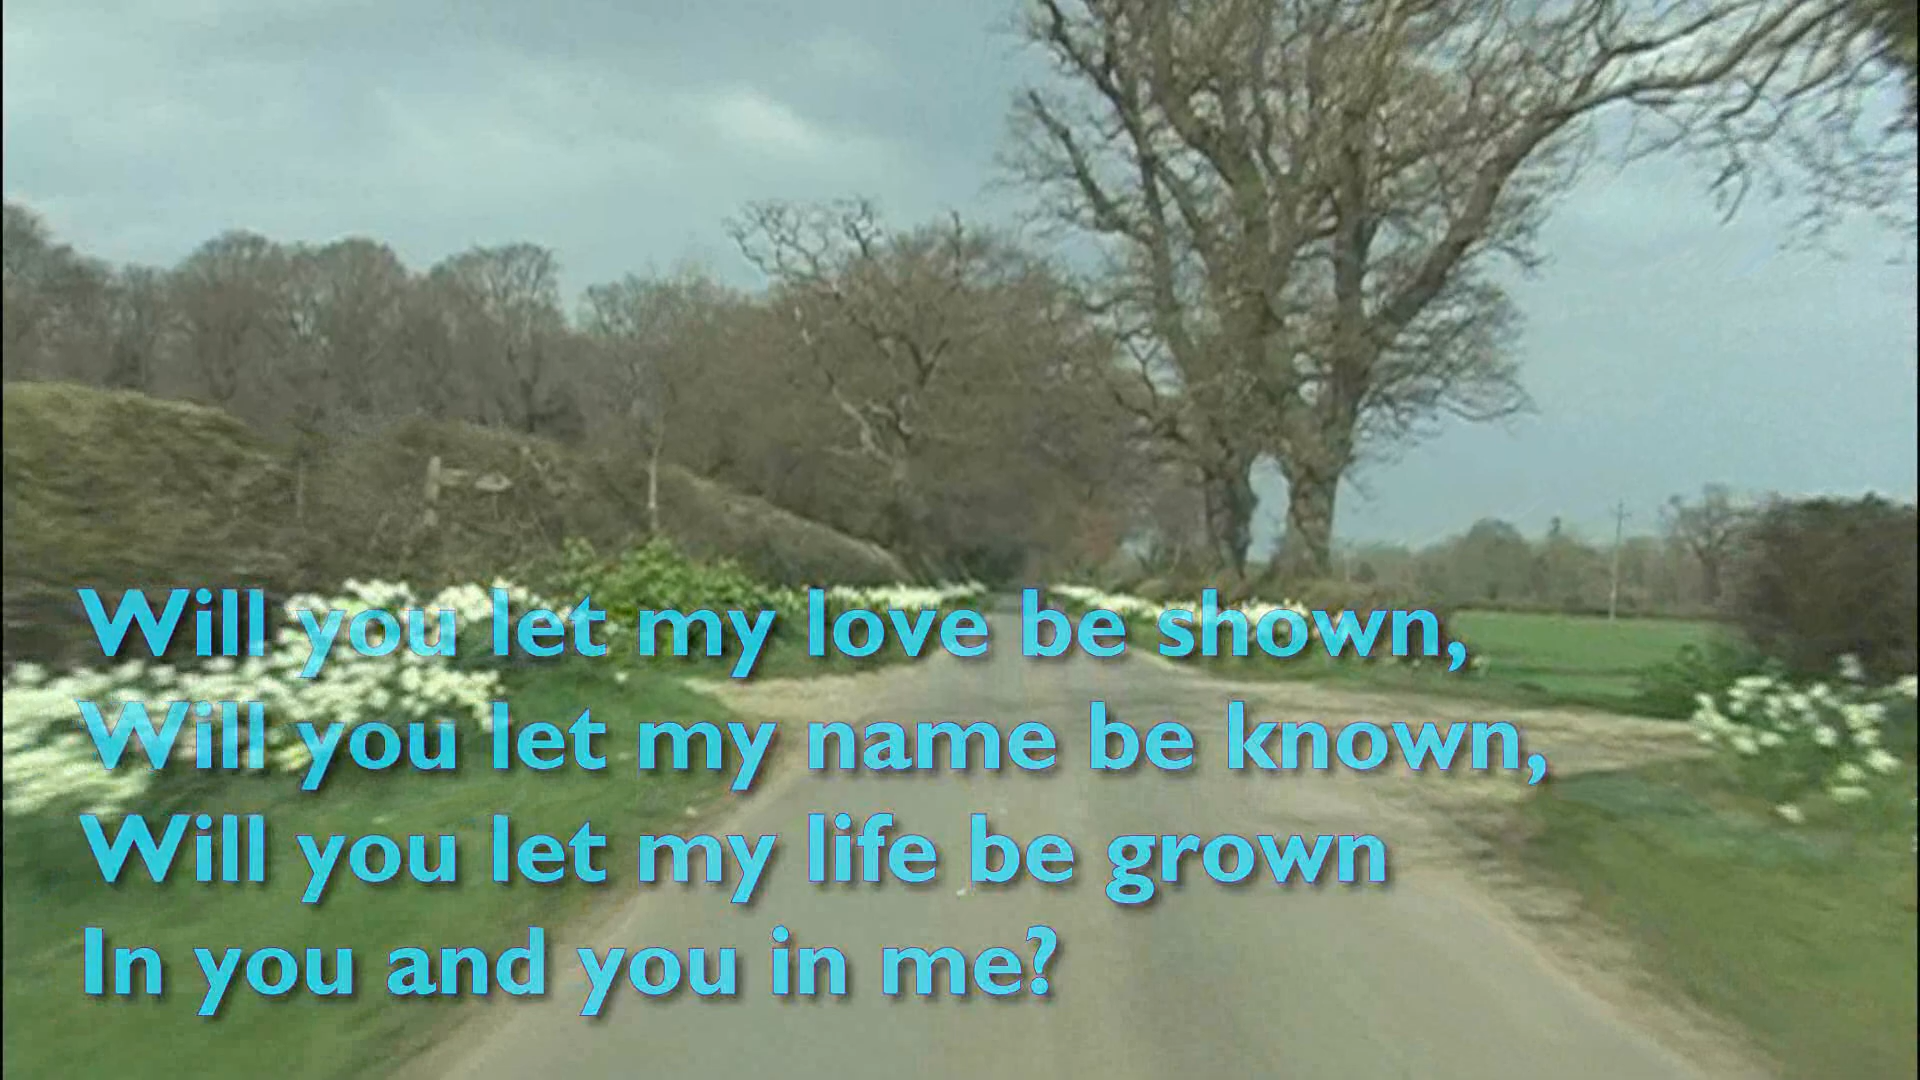 Will you let my love be shown,
Will you let my name be known,
Will you let my life be grown
In you and you in me?